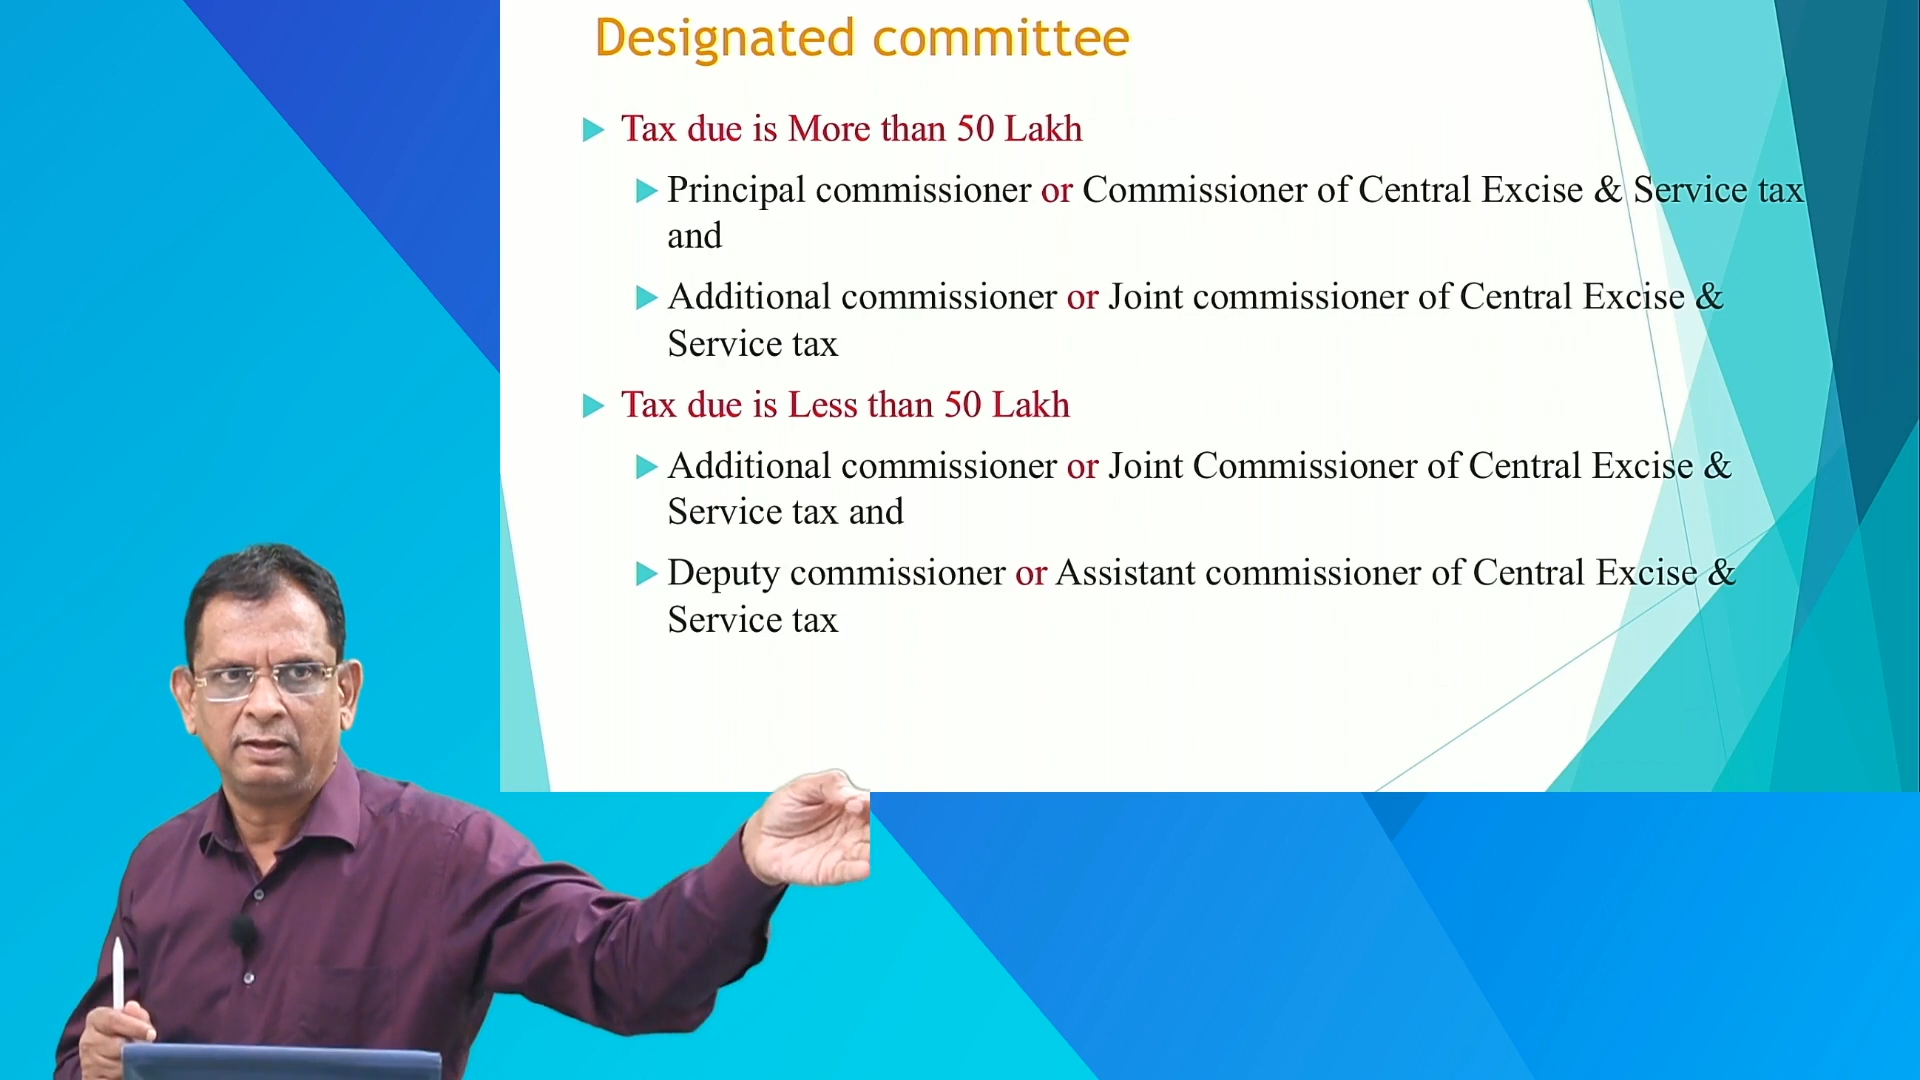 Designated committee
Tax due is More than 50 Lakh
Principal commissioner or Commissioner of Central Excise & Service tax
and
Additional commissioner or Joint commissioner of Central Excise &
Service tax
Tax due is Less than 50 Lakh
Additional commissioner or Joint Commissioner of Central Excise &
Service tax and
Deputy commissioner or Assistant commissioner of Central Excise &
Service tax